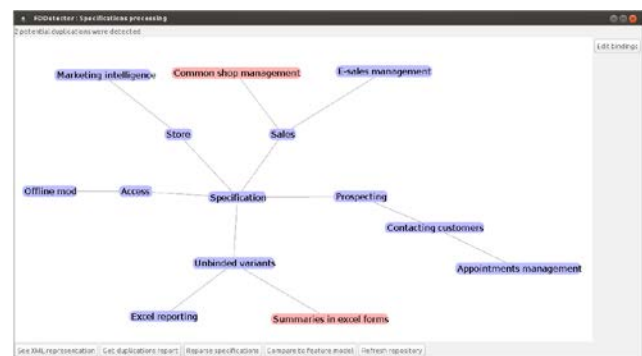 FDDetector : Specifications processing
2 potential duplications were detected
Edit bindings
Marketing intelligence
Common shop management
E-sales management
Store
Sales
Offline mod
Access
Specification
Prospecting
Contacting customers
Unbinded variants
Appointments management
Excel reporting
Summaries in excel forms
See XML representation
Get duplications report
Reparse specifications
Compare to feature model
Refresh repository